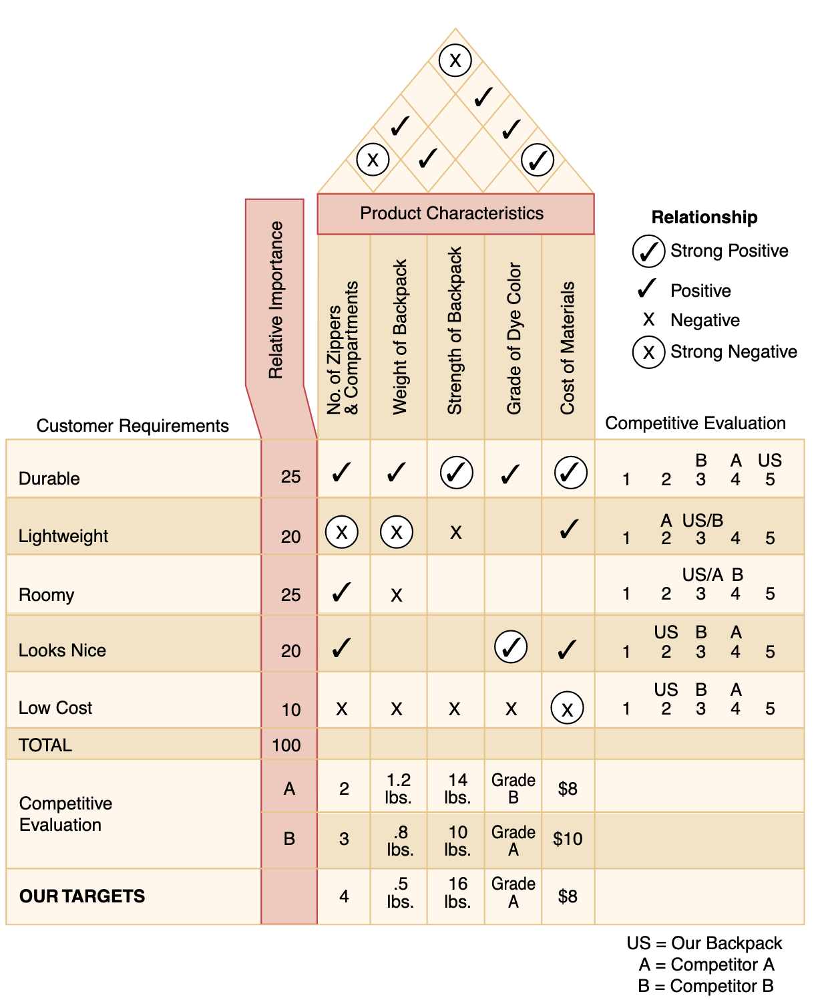 x
✓
✓
✓
x
✓
✓
Product Characteristics
Relative Importance
No. of Zippers
& Compartments
Weight of Backpack
Strength of Backpack
Grade of Dye Color
Cost of Materials
Relationship
✓ Strong Positive
✓ Positive
x Negative
x Strong Negative
Customer Requirements
Competitive Evaluation
B A US
Durable 25 ✓ ✓ ✓ ✓ ✓ 1 2 3 4 5
A US/B
Lightweight 20 x x x ✓ 1 2 3 4 5
US/A B
Roomy 25 ✓ x 1 2 3 4 5
US B A
Looks Nice 20 ✓ ✓ ✓ 1 2 3 4 5
US B A
Low Cost 10 x x x x x 1 2 3 4 5
TOTAL 100
Competitive
Evaluation
A 2 1.2 lbs. 14 lbs. Grade B $8
B 3 .8 lbs. 10 lbs. Grade A $10
OUR TARGETS 4 .5 lbs. 16 lbs. Grade A $8
US = Our Backpack
A = Competitor A
B = Competitor B